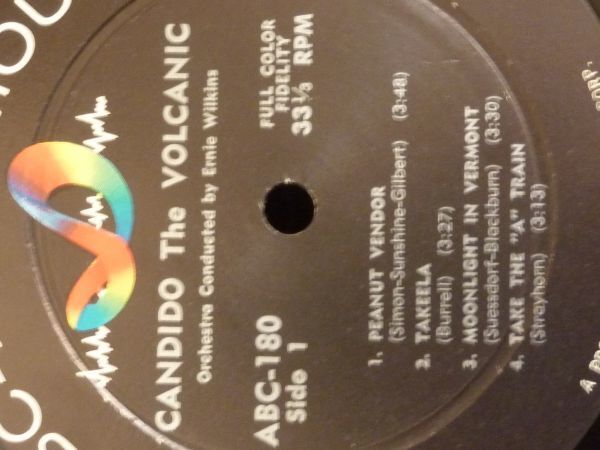 CANDIDO The VOLCANIC
Orchestra Conducted by Ernie Wilkins
FULL COLOR
FIDELITY
ABC-180
33⅓ RPM
Side 1
1. PEANUT VENDOR
(Simon-Sunshine-Gilbert) (3:48)
2. TAKEELA
(Burrell) (3:27)
3. MOONLIGHT IN VERMONT
(Suessdorf-Blackburn) (3:30)
4. TAKE THE "A" TRAIN
(Strayhorn) (3:13)
CORP.